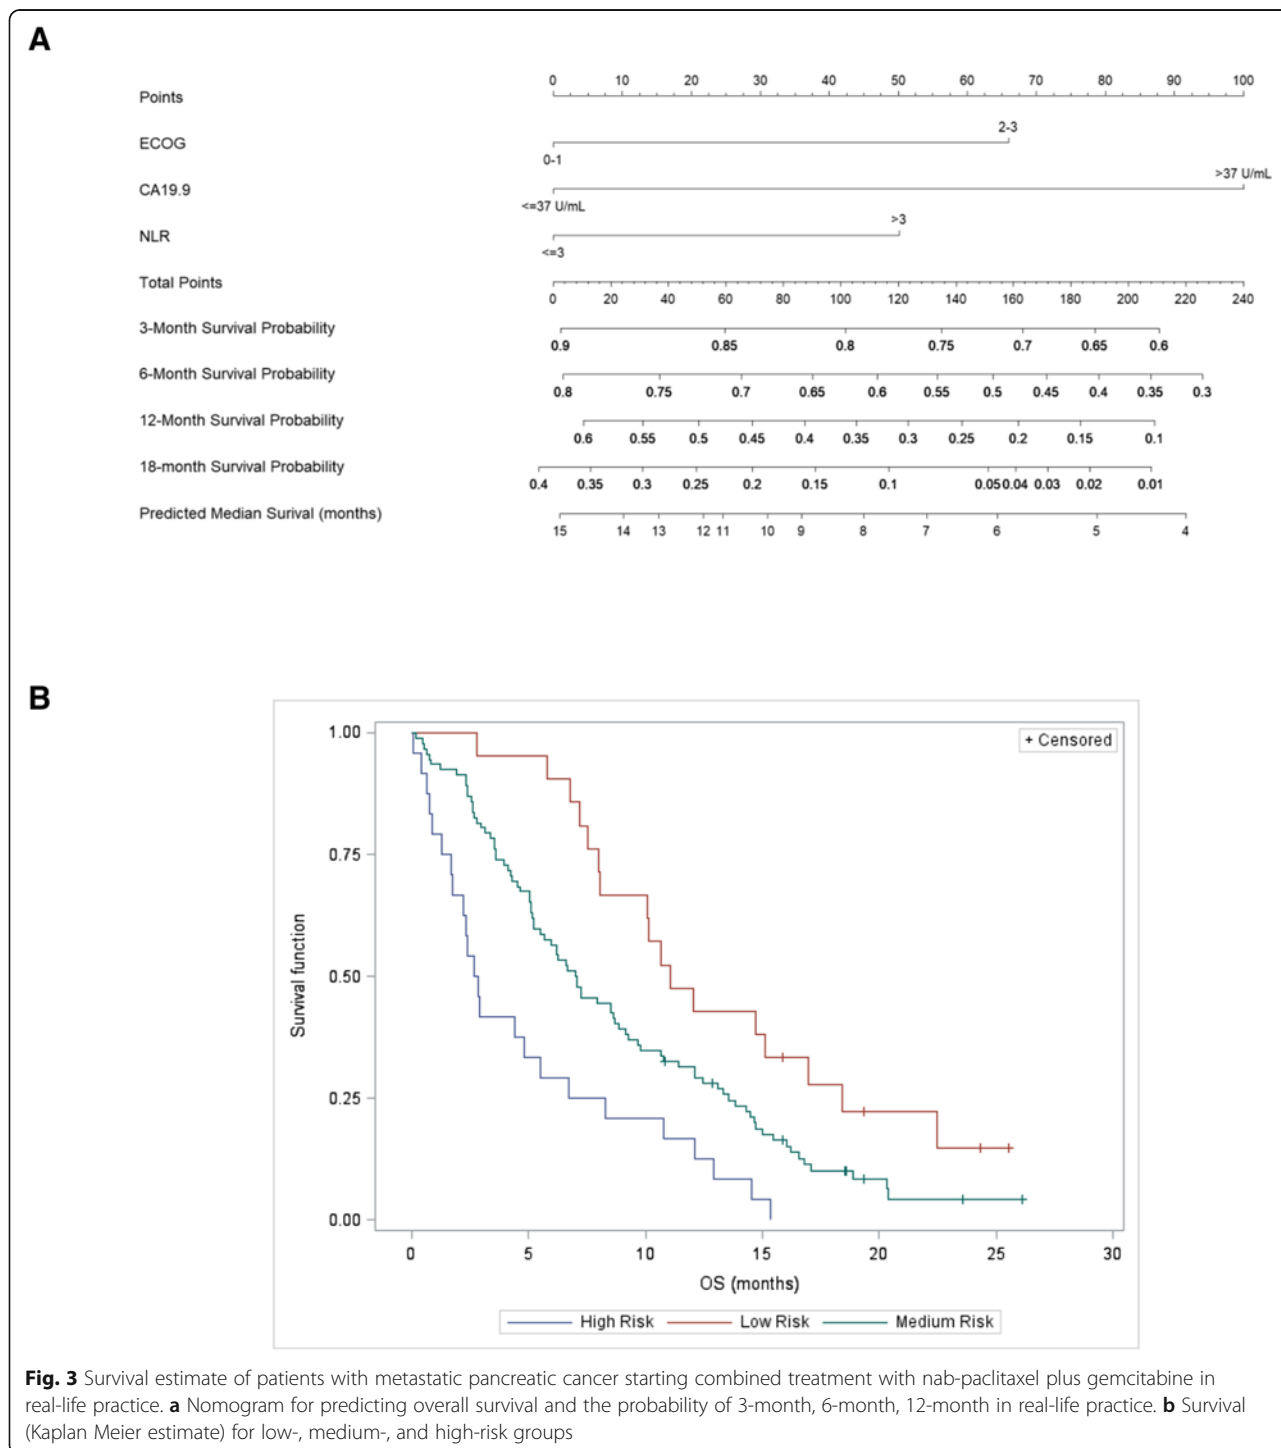 A
0 10 20 30 40 50 60 70 80 90 100
Points
2-3
ECOG
0-1
>37 U/mL
CA19.9
<=37 U/mL
>3
NLR
<=3
Total Points
0 20 40 60 80 100 120 140 160 180 200 220 240
3-Month Survival Probability
0.9 0.85 0.8 0.75 0.7 0.65 0.6
6-Month Survival Probability
0.8 0.75 0.7 0.65 0.6 0.55 0.5 0.45 0.4 0.35 0.3
12-Month Survival Probability
0.6 0.55 0.5 0.45 0.4 0.35 0.3 0.25 0.2 0.15 0.1
18-month Survival Probability
0.4 0.35 0.3 0.25 0.2 0.15 0.1 0.05 0.04 0.03 0.02 0.01
Predicted Median Surival (months)
15 14 13 12 11 10 9 8 7 6 5 4
B
+ Censored
1.00
0.75
0.50
0.25
0.00
Survival function
0 5 10 15 20 25 30
OS (months)
High Risk Low Risk Medium Risk
Fig. 3 Survival estimate of patients with metastatic pancreatic cancer starting combined treatment with nab-paclitaxel plus gemcitabine in
real-life practice. a Nomogram for predicting overall survival and the probability of 3-month, 6-month, 12-month in real-life practice. b Survival
(Kaplan Meier estimate) for low-, medium-, and high-risk groups